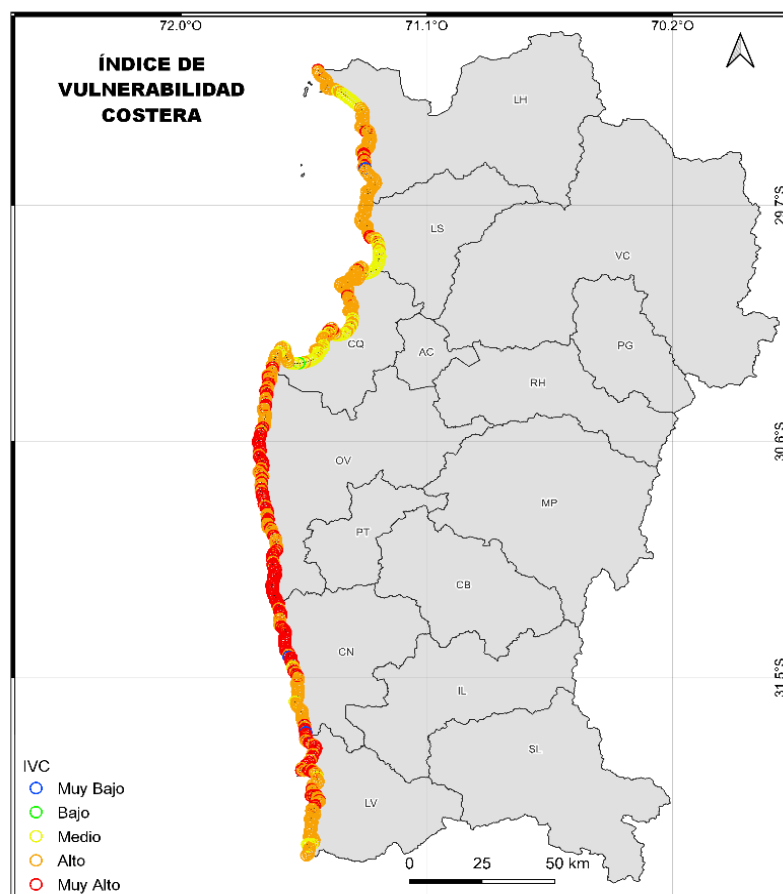 72.0°O
71.1°O
70.2°O
ÍNDICE DE
VULNERABILIDAD
COSTERA
LH
29.7°S
LS
VC
CQ
AC
PG
RH
30.6°S
OV
MP
PT
CB
CN
31.5°S
IL
SL
LV
IVC
Muy Bajo
Bajo
Medio
Alto
Muy Alto
0 25 50 km